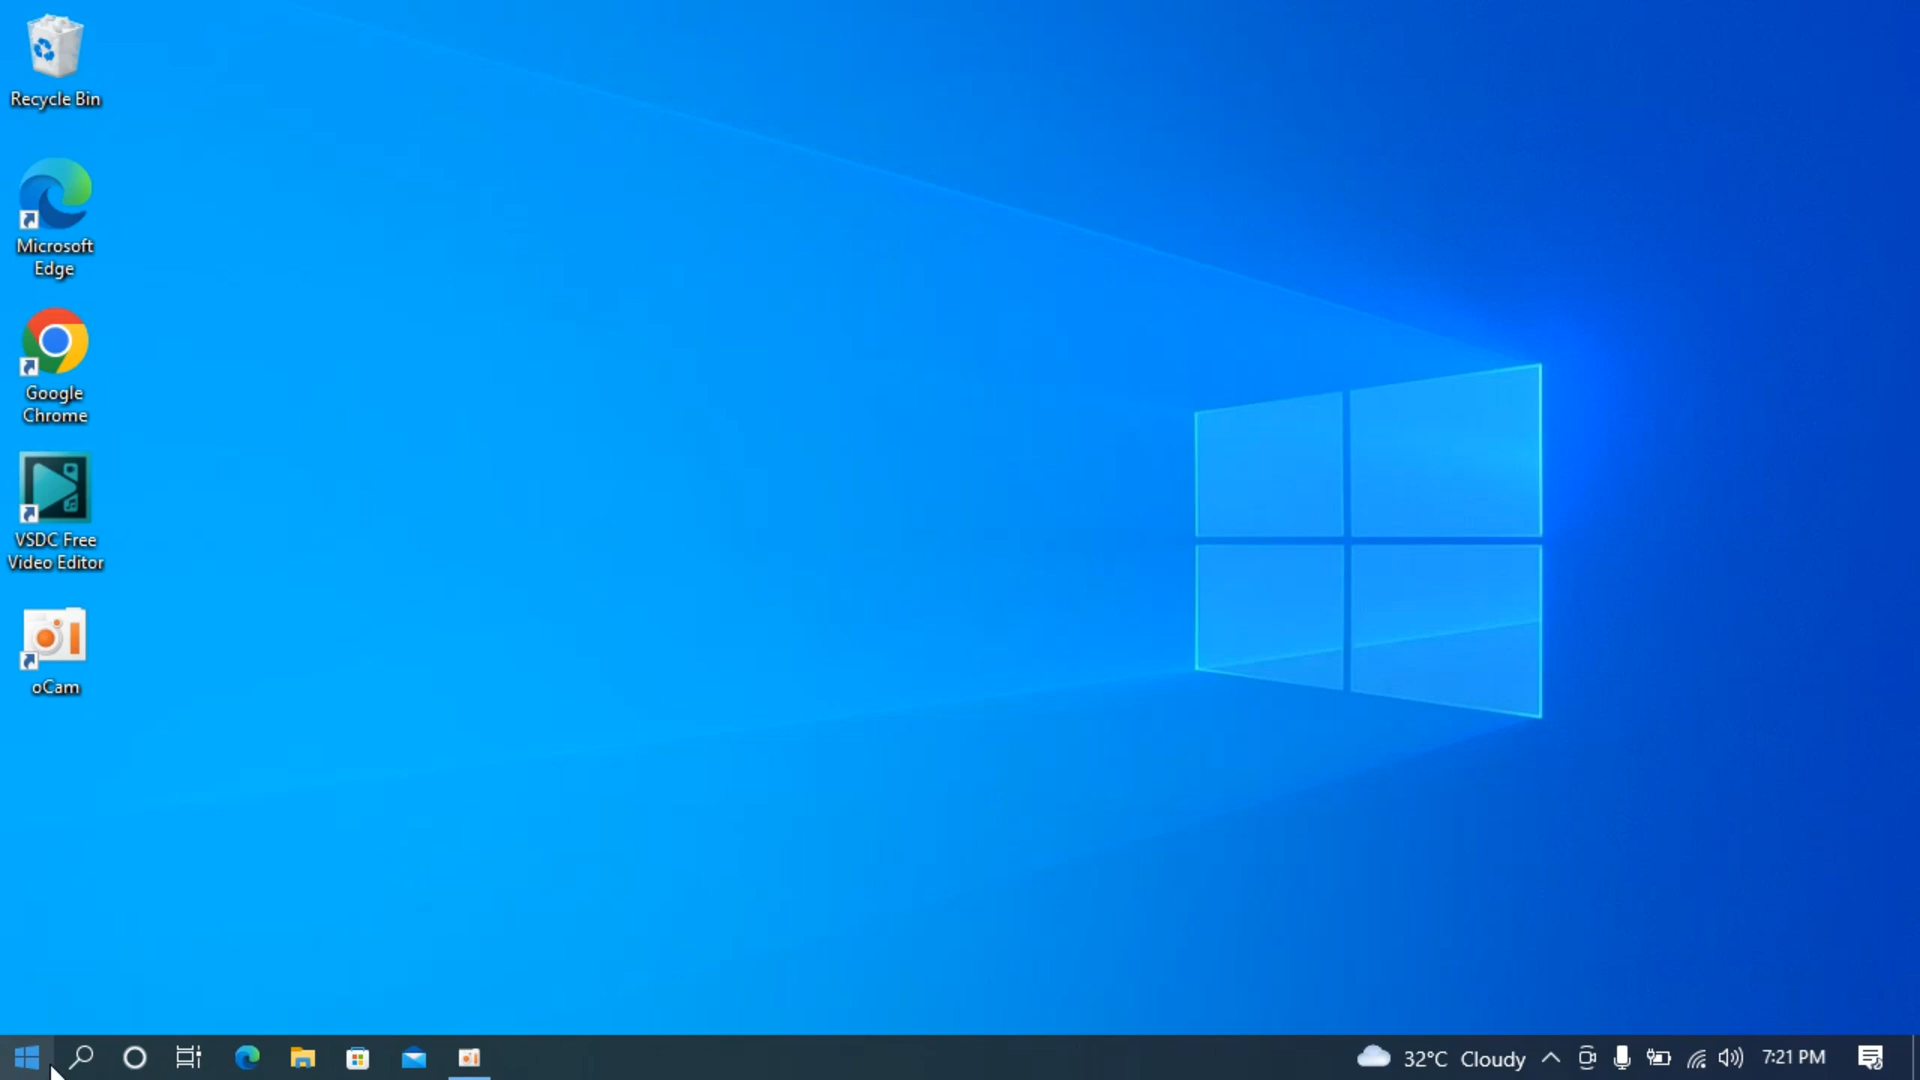 Recycle Bin
Microsoft
Edge
Google
Chrome
VSDC Free
Video Editor
oCam
32°C Cloudy
7:21 PM